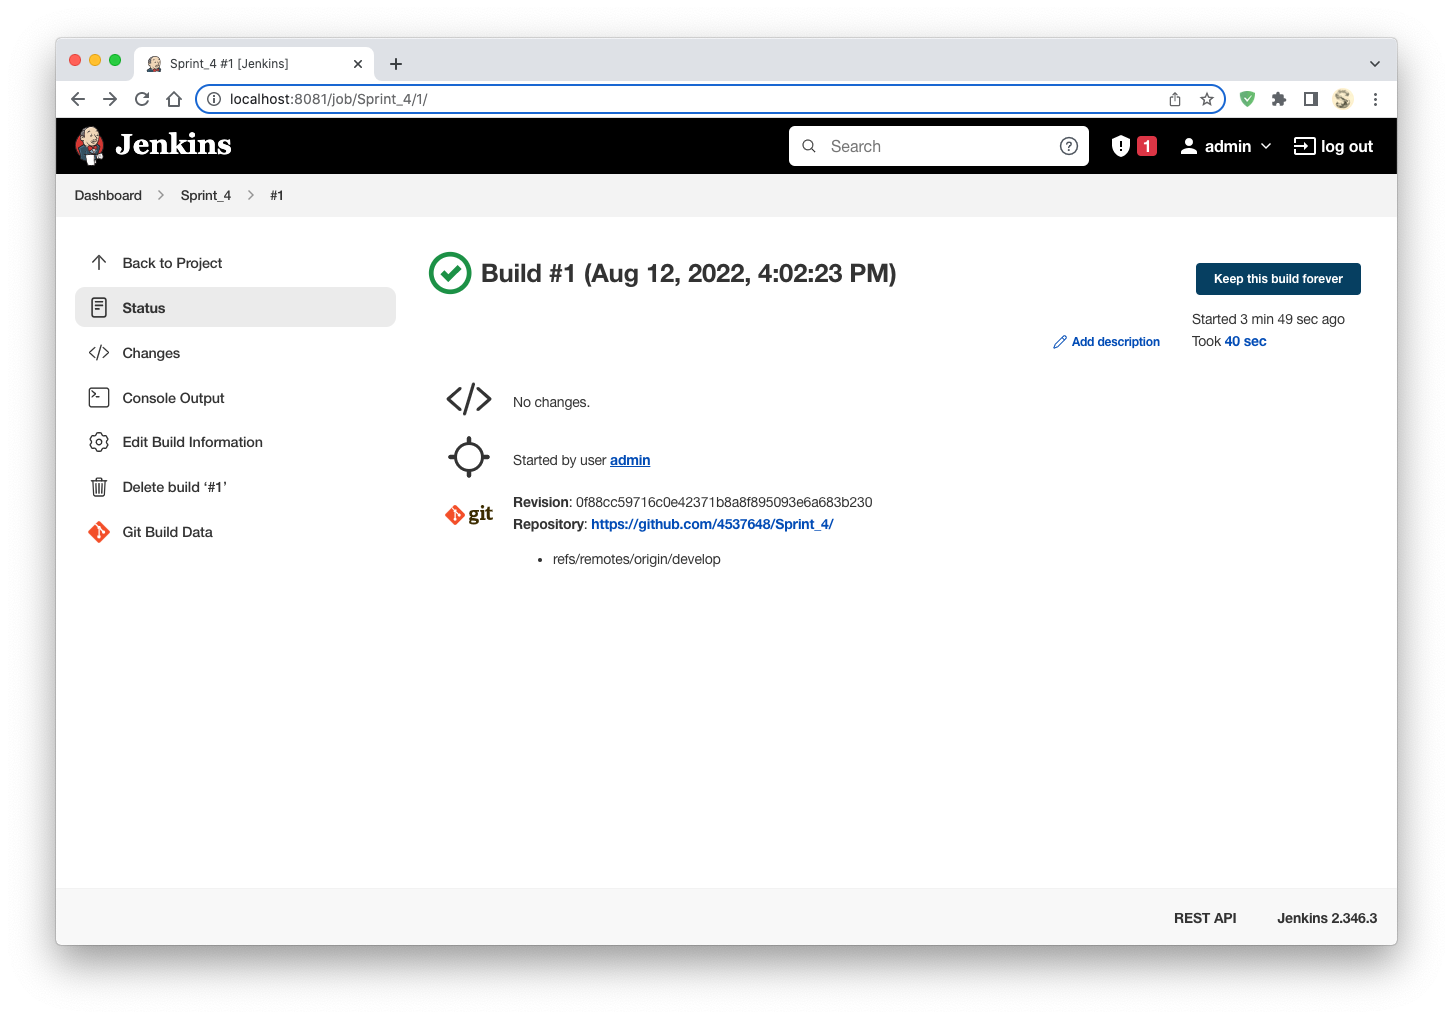 Sprint_4 #1 [Jenkins]
localhost:8081/job/Sprint_4/1/
Jenkins
Search
1
admin
log out
Dashboard
Sprint_4
#1
Back to Project
Status
Changes
Console Output
Edit Build Information
Delete build ‘#1’
Git Build Data
Build #1 (Aug 12, 2022, 4:02:23 PM)
Keep this build forever
Started 3 min 49 sec ago
Took 40 sec
Add description
No changes.
Started by user admin
git
Revision: 0f88cc59716c0e42371b8a8f895093e6a683b230
Repository: https://github.com/4537648/Sprint_4/
• refs/remotes/origin/develop
REST API
Jenkins 2.346.3